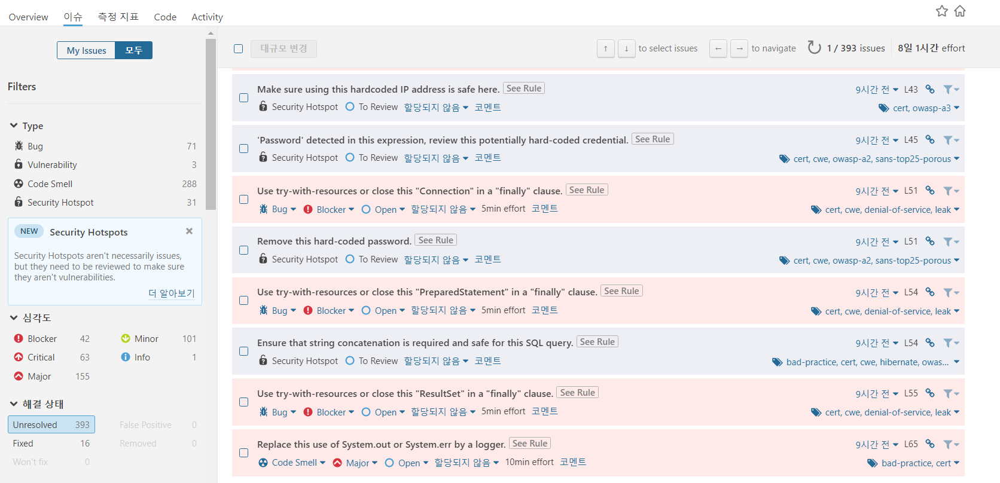 Overview 이슈 측정 지표 Code Activity
My Issues 모두
대규모 변경
↑ ↓ to select issues ← → to navigate 1 / 393 issues 8일 1시간 effort
Filters
Type
Bug 71
Vulnerability 3
Code Smell 288
Security Hotspot 31
NEW Security Hotspots
Security Hotspots aren't necessarily issues,
but they need to be reviewed to make sure
they aren't vulnerabilities.
더 알아보기
심각도
Blocker 42 Minor 101
Critical 63 Info 1
Major 155
해결 상태
Unresolved 393 False Positive 0
Fixed 16 Removed 0
Won't fix 0
Make sure using this hardcoded IP address is safe here. See Rule 9시간 전 L43
Security Hotspot To Review 할당되지 않음 코멘트 cert, owasp-a3
'Password' detected in this expression, review this potentially hard-coded credential. See Rule 9시간 전 L45
Security Hotspot To Review 할당되지 않음 코멘트 cert, cwe, owasp-a2, sans-top25-porous
Use try-with-resources or close this "Connection" in a "finally" clause. See Rule 9시간 전 L51
Bug Blocker Open 할당되지 않음 5min effort 코멘트 cert, cwe, denial-of-service, leak
Remove this hard-coded password. See Rule 9시간 전 L51
Security Hotspot To Review 할당되지 않음 코멘트 cert, cwe, owasp-a2, sans-top25-porous
Use try-with-resources or close this "PreparedStatement" in a "finally" clause. See Rule 9시간 전 L54
Bug Blocker Open 할당되지 않음 5min effort 코멘트 cert, cwe, denial-of-service, leak
Ensure that string concatenation is required and safe for this SQL query. See Rule 9시간 전 L54
Security Hotspot To Review 할당되지 않음 코멘트 bad-practice, cert, cwe, hibernate, owas...
Use try-with-resources or close this "ResultSet" in a "finally" clause. See Rule 9시간 전 L55
Bug Blocker Open 할당되지 않음 5min effort 코멘트 cert, cwe, denial-of-service, leak
Replace this use of System.out or System.err by a logger. See Rule 9시간 전 L65
Code Smell Major Open 할당되지 않음 10min effort 코멘트 bad-practice, cert